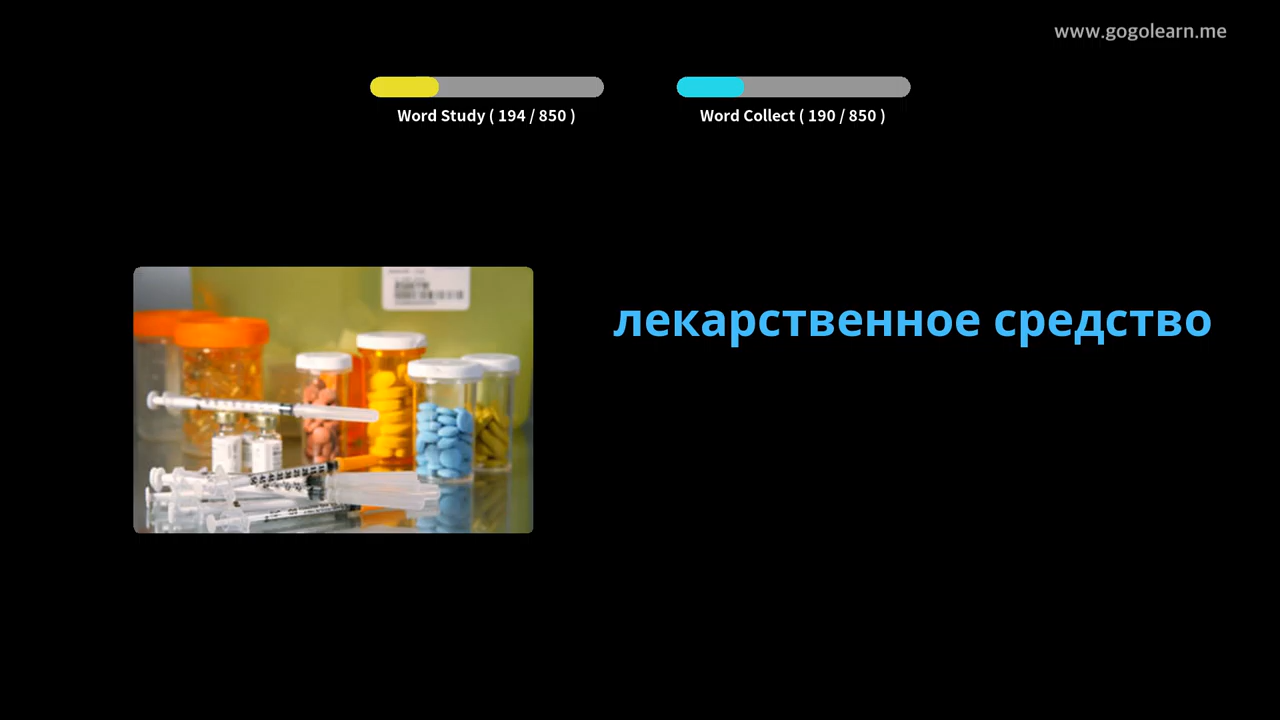 www.gogolearn.me
Word Study ( 194 / 850 )
Word Collect ( 190 / 850 )
лекарственное средство